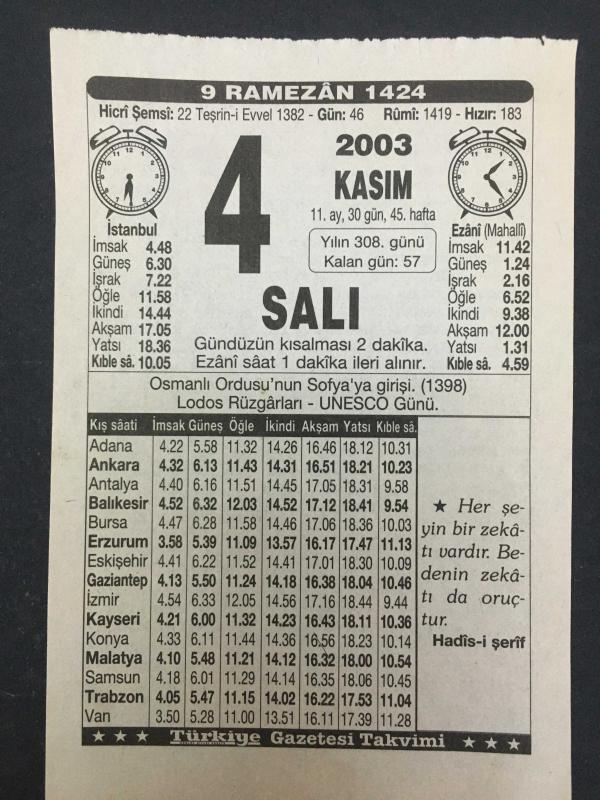 9 RAMEZÂN 1424
Hicrî Şemsî: 22 Teşrin-i Evvel 1382 - Gün: 46 Rûmî: 1419 - Hızır: 183
4
2003
KASIM
11. ay, 30 gün, 45. hafta
Yılın 308. günü
Kalan gün: 57
SALI
İstanbul
İmsak 4.48
Güneş 6.30
İşrak 7.22
Öğle 11.58
İkindi 14.44
Akşam 17.05
Yatsı 18.36
Kıble sâ. 10.05
Ezânî (Mahallî)
İmsak 11.42
Güneş 1.24
İşrak 2.16
Öğle 6.52
İkindi 9.38
Akşam 12.00
Yatsı 1.31
Kıble sâ. 4.59
Gündüzün kısalması 2 dakîka.
Ezânî sâat 1 dakîka ileri alınır.
Osmanlı Ordusu'nun Sofya'ya girişi. (1398)
Lodos Rüzgârları - UNESCO Günü.
Kış sâati İmsak Güneş Öğle İkindi Akşam Yatsı Kıble sâ.
Adana 4.22 5.58 11.32 14.26 16.46 18.12 10.31
Ankara 4.32 6.13 11.43 14.31 16.51 18.21 10.23
Antalya 4.40 6.16 11.51 14.45 17.05 18.31 9.58
Balıkesir 4.52 6.32 12.03 14.52 17.12 18.41 9.54
Bursa 4.47 6.28 11.58 14.46 17.06 18.36 10.03
Erzurum 3.58 5.39 11.09 13.57 16.17 17.47 11.13
Eskişehir 4.41 6.22 11.52 14.41 17.01 18.30 10.09
Gaziantep 4.13 5.50 11.24 14.18 16.38 18.04 10.46
İzmir 4.54 6.33 12.05 14.56 17.16 18.44 9.44
Kayseri 4.21 6.00 11.32 14.23 16.43 18.11 10.36
Konya 4.33 6.11 11.44 14.36 16.56 18.23 10.14
Malatya 4.10 5.48 11.21 14.12 16.32 18.00 10.54
Samsun 4.18 6.01 11.29 14.14 16.35 18.06 10.45
Trabzon 4.05 5.47 11.15 14.02 16.22 17.53 11.04
Van 3.50 5.28 11.00 13.51 16.11 17.39 11.28
★ Her şe-
yin bir zekâ-
tı vardır. Be-
denin zekâ-
tı da oruç-
tur.
Hadîs-i şerîf
★ ★ ★ Türkiye Gazetesi Takvimi ★ ★ ★